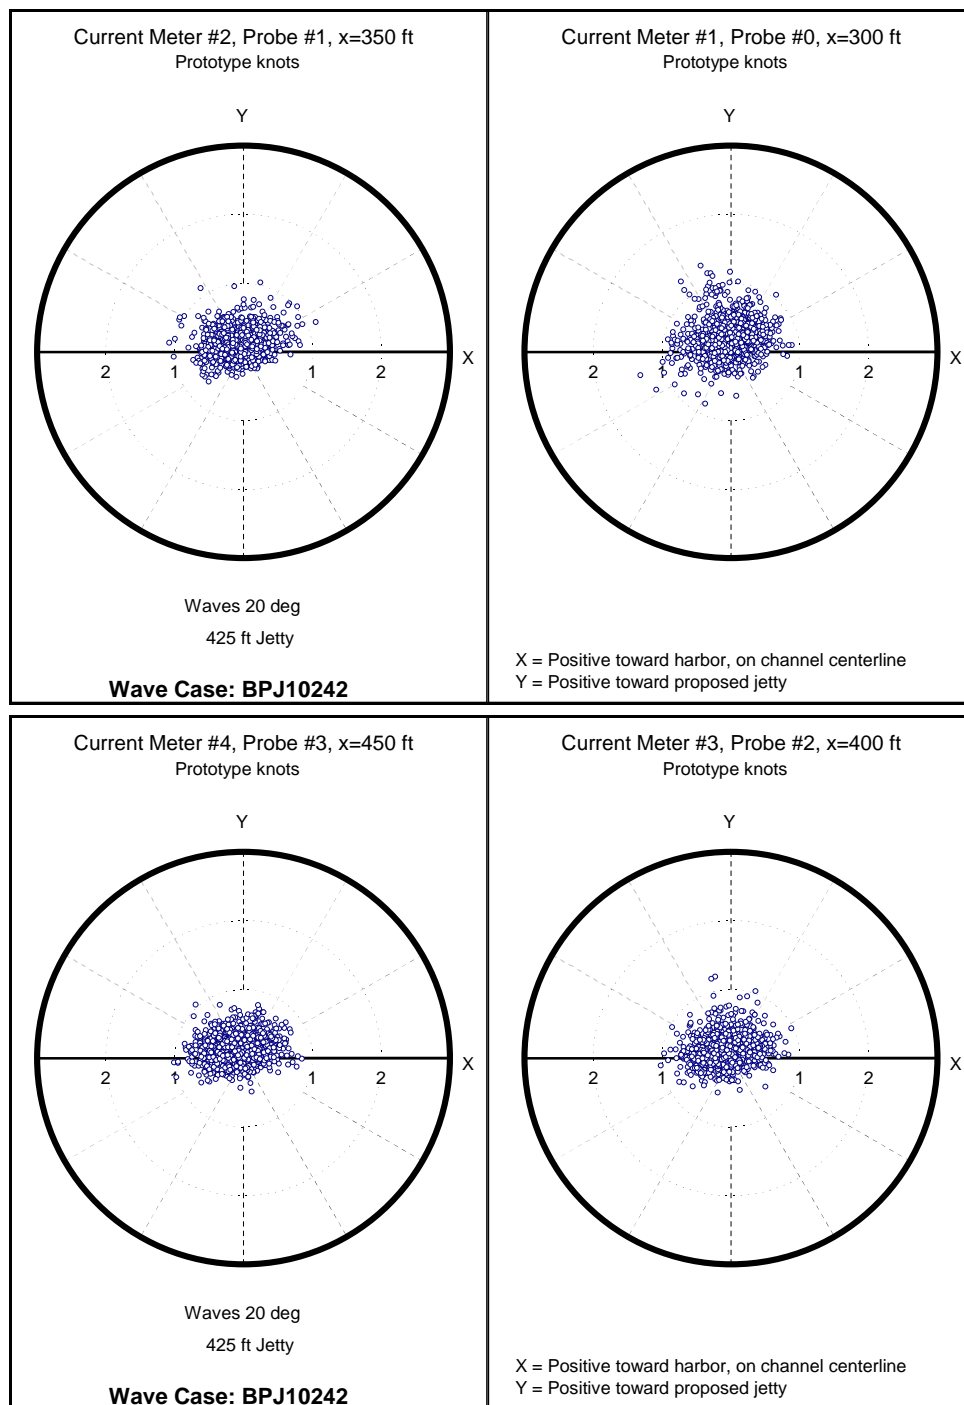 Current Meter #2, Probe #1, x=350 ft
Prototype knots
Y
X
2
1
1
2
Waves 20 deg
425 ft Jetty
Wave Case: BPJ10242
Current Meter #1, Probe #0, x=300 ft
Prototype knots
Y
X
2
1
1
2
X = Positive toward harbor, on channel centerline
Y = Positive toward proposed jetty
Current Meter #4, Probe #3, x=450 ft
Prototype knots
Y
X
2
1
1
2
Waves 20 deg
425 ft Jetty
Wave Case: BPJ10242
Current Meter #3, Probe #2, x=400 ft
Prototype knots
Y
X
2
1
1
2
X = Positive toward harbor, on channel centerline
Y = Positive toward proposed jetty